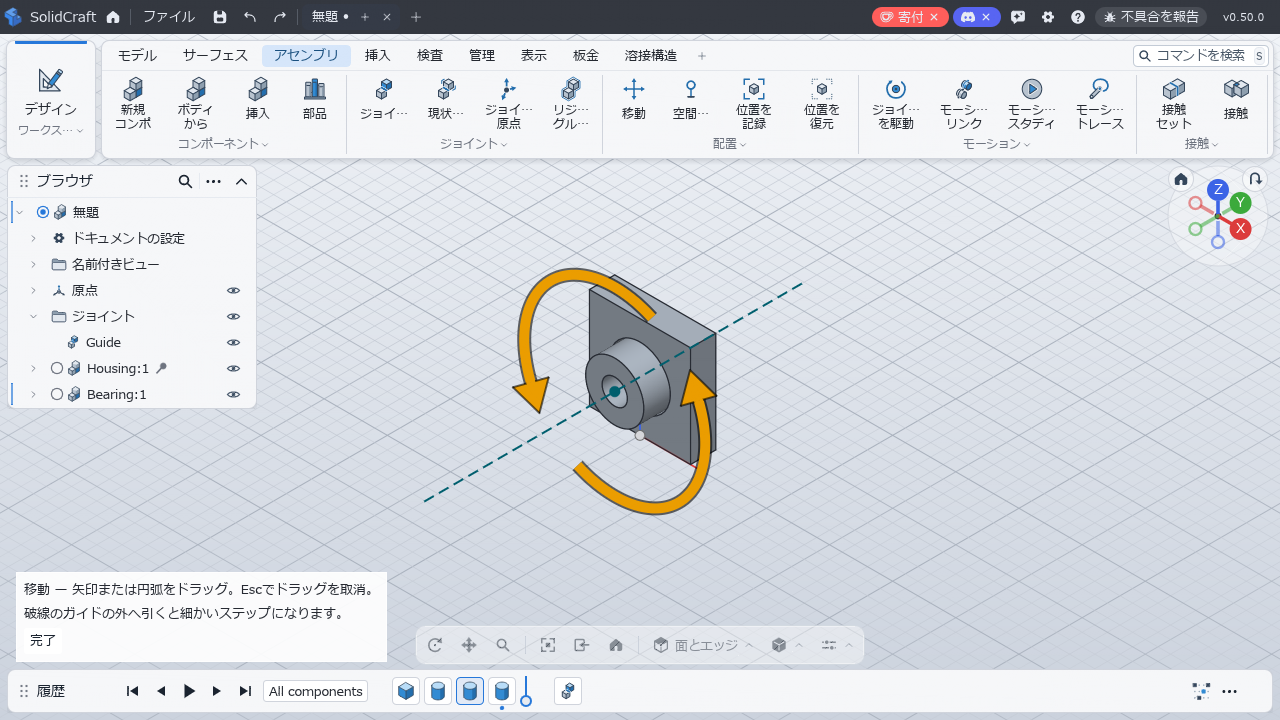 SolidCraft
ファイル
無題
寄付
不具合を報告
v0.50.0
デザイン
ワークス…
モデル
サーフェス
アセンブリ
挿入
検査
管理
表示
板金
溶接構造
コマンドを検索
S
新規
コンポ
ボディ
から
挿入
部品
コンポーネント
ジョイ…
現状…
ジョイ…
原点
リジ…
グル…
ジョイント
移動
空間…
位置を
記録
位置を
復元
配置
ジョイ…
を駆動
モーシ…
リンク
モーシ…
スタディ
モーシ…
トレース
モーション
接触
セット
接触
接触
ブラウザ
無題
ドキュメントの設定
名前付きビュー
原点
ジョイント
Guide
Housing:1
Bearing:1
Z
Y
X
移動 — 矢印または円弧をドラッグ。Escでドラッグを取消。
破線のガイドの外へ引くと細かいステップになります。
完了
面とエッジ
履歴
All components